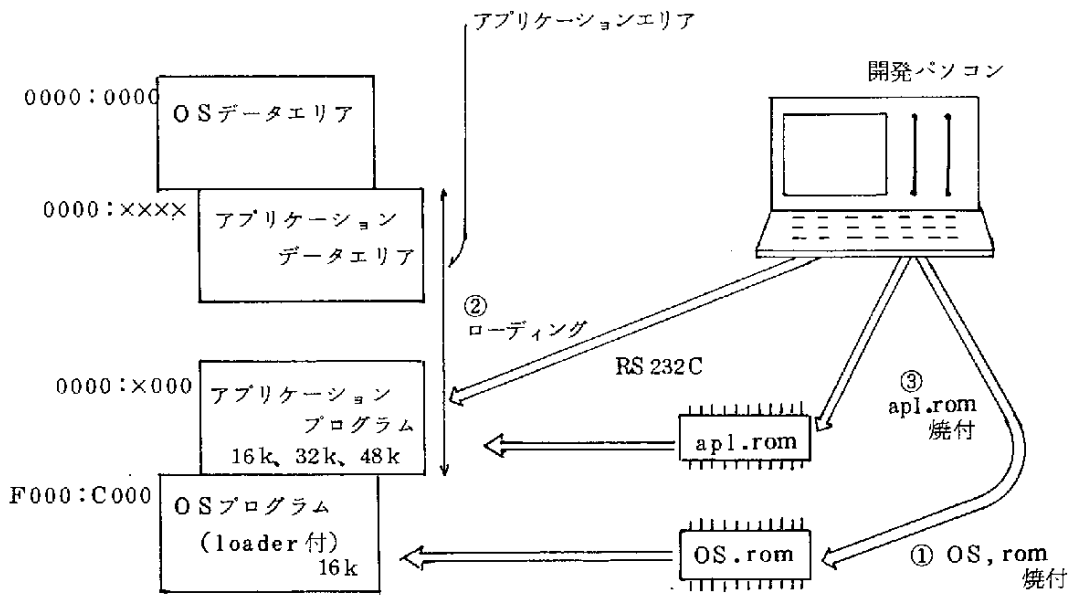 アプリケーションエリア
開発パソコン
0000:0000
OSデータエリア
0000:××××
アプリケーション
データエリア
②
ローディング
RS 232C
0000:×000
アプリケーション
プログラム
16k、32k、48k
③
apl.rom
焼付
apl.rom
F000:C000
OSプログラム
(loader付)
16k
OS.rom
① OS,rom
焼付